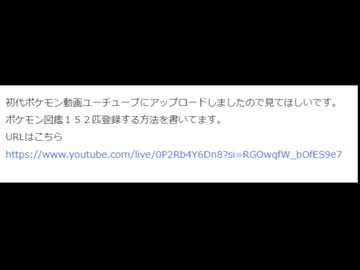 初代ポケモン動画ユーチューブにアップロードしましたので見てほしいです。
ポケモン図鑑１５２匹登録する方法を書いてます。
URLはこちら
https://www.youtube.com/live/0P2Rb4Y6Dn8?si=RGOwqfW_bOfES9e7